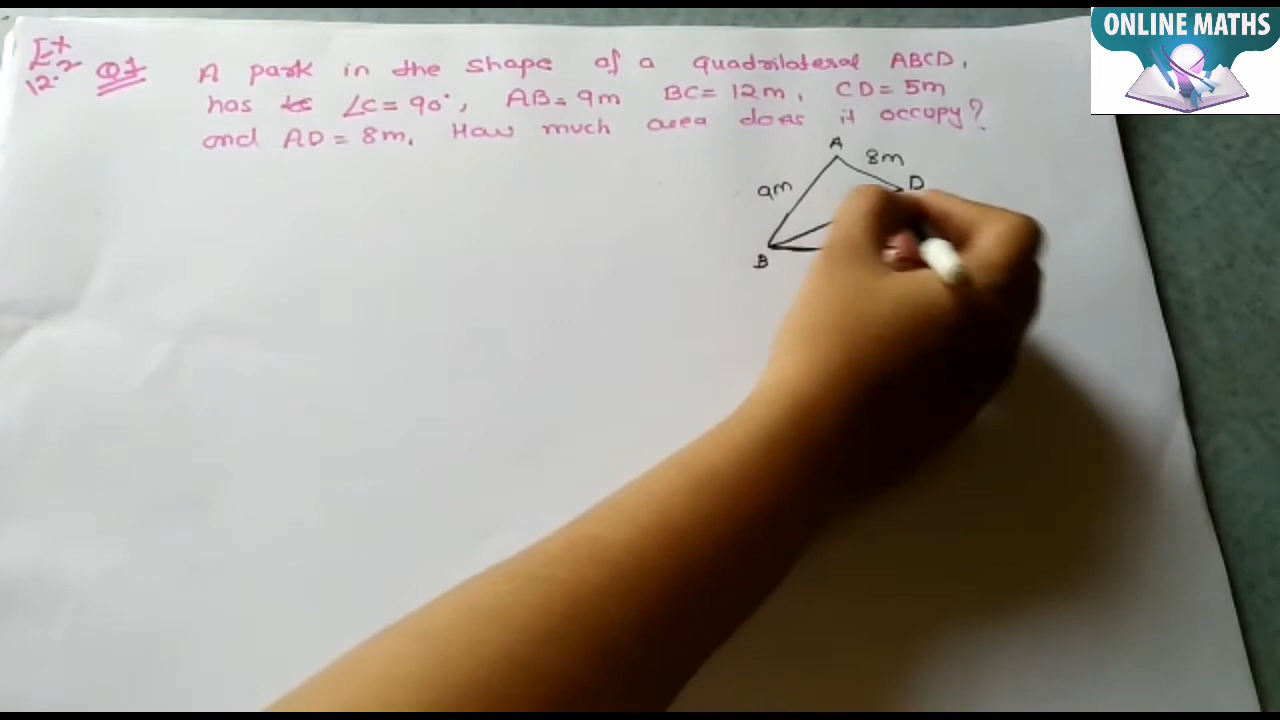 Ex 12.2
Q1 A park in the shape of a quadrilateral ABCD,
has is ∠C = 90°, AB = 9m BC = 12m, CD = 5m
and AD = 8m. How much area does it occupy?
A
8m
D
9m
B
ONLINE MATHS